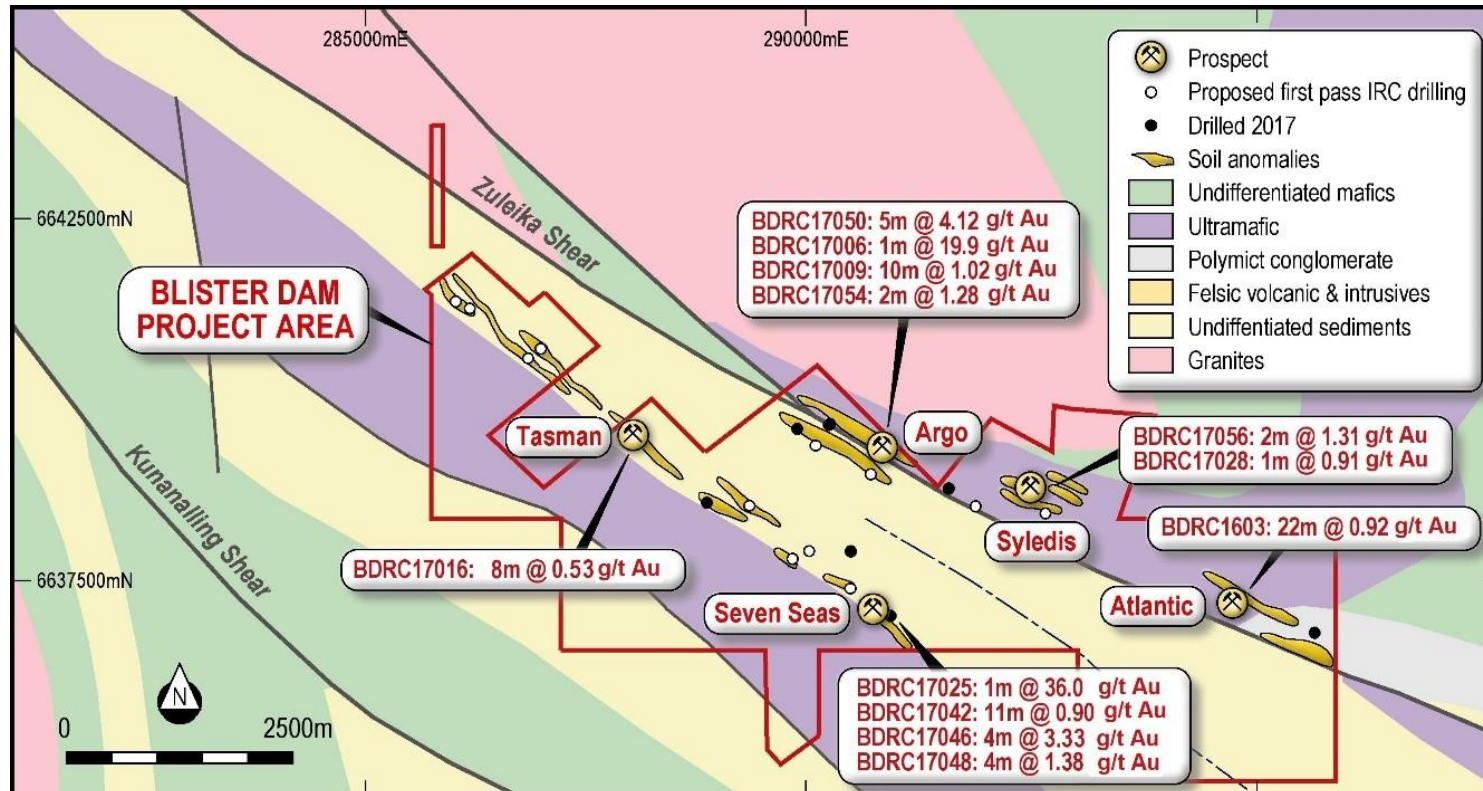 285000mE
290000mE
Prospect
Proposed first pass IRC drilling
Drilled 2017
Soil anomalies
Undifferentiated mafics
Ultramafic
Polymict conglomerate
Felsic volcanic & intrusives
Undiffentiated sediments
Granites
6642500mN
Zuleika Shear
BDRC17050: 5m @ 4.12 g/t Au
BDRC17006: 1m @ 19.9 g/t Au
BDRC17009: 10m @ 1.02 g/t Au
BDRC17054: 2m @ 1.28 g/t Au
BLISTER DAM
PROJECT AREA
Tasman
Argo
BDRC17056: 2m @ 1.31 g/t Au
BDRC17028: 1m @ 0.91 g/t Au
Kunanalling Shear
Syledis
BDRC1603: 22m @ 0.92 g/t Au
6637500mN
BDRC17016: 8m @ 0.53 g/t Au
Seven Seas
Atlantic
BDRC17025: 1m @ 36.0 g/t Au
BDRC17042: 11m @ 0.90 g/t Au
BDRC17046: 4m @ 3.33 g/t Au
BDRC17048: 4m @ 1.38 g/t Au
N
0
2500m